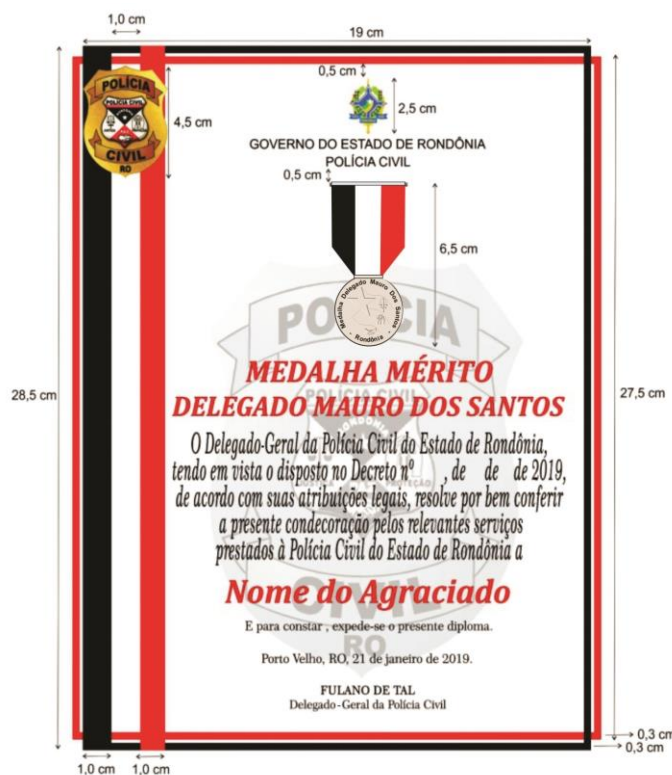 1,0 cm
19 cm
0,5 cm
2,5 cm
4,5 cm
POLÍCIA
POLÍCIA CIVIL
CIVIL
RO
GOVERNO DO ESTADO DE RONDÔNIA
POLÍCIA CIVIL
0,5 cm
6,5 cm
Medalha Delegado Mauro Dos Santos
- Rondônia -
POLÍCIA
28,5 cm
27,5 cm
MEDALHA MÉRITO
POLÍCIA CIVIL
DELEGADO MAURO DOS SANTOS
RONDÔNIA
O Delegado-Geral da Polícia Civil do Estado de Rondônia,
tendo em vista o disposto no Decreto nº , de de de 2019,
de acordo com suas atribuições legais, resolve por bem conferir
a presente condecoração pelos relevantes serviços
prestados à Polícia Civil do Estado de Rondônia a
Nome do Agraciado
CIVIL
E para constar , expede-se o presente diploma.
RO
Porto Velho, RO, 21 de janeiro de 2019.
FULANO DE TAL
Delegado-Geral da Polícia Civil
0,3 cm
0,3 cm
1,0 cm
1,0 cm